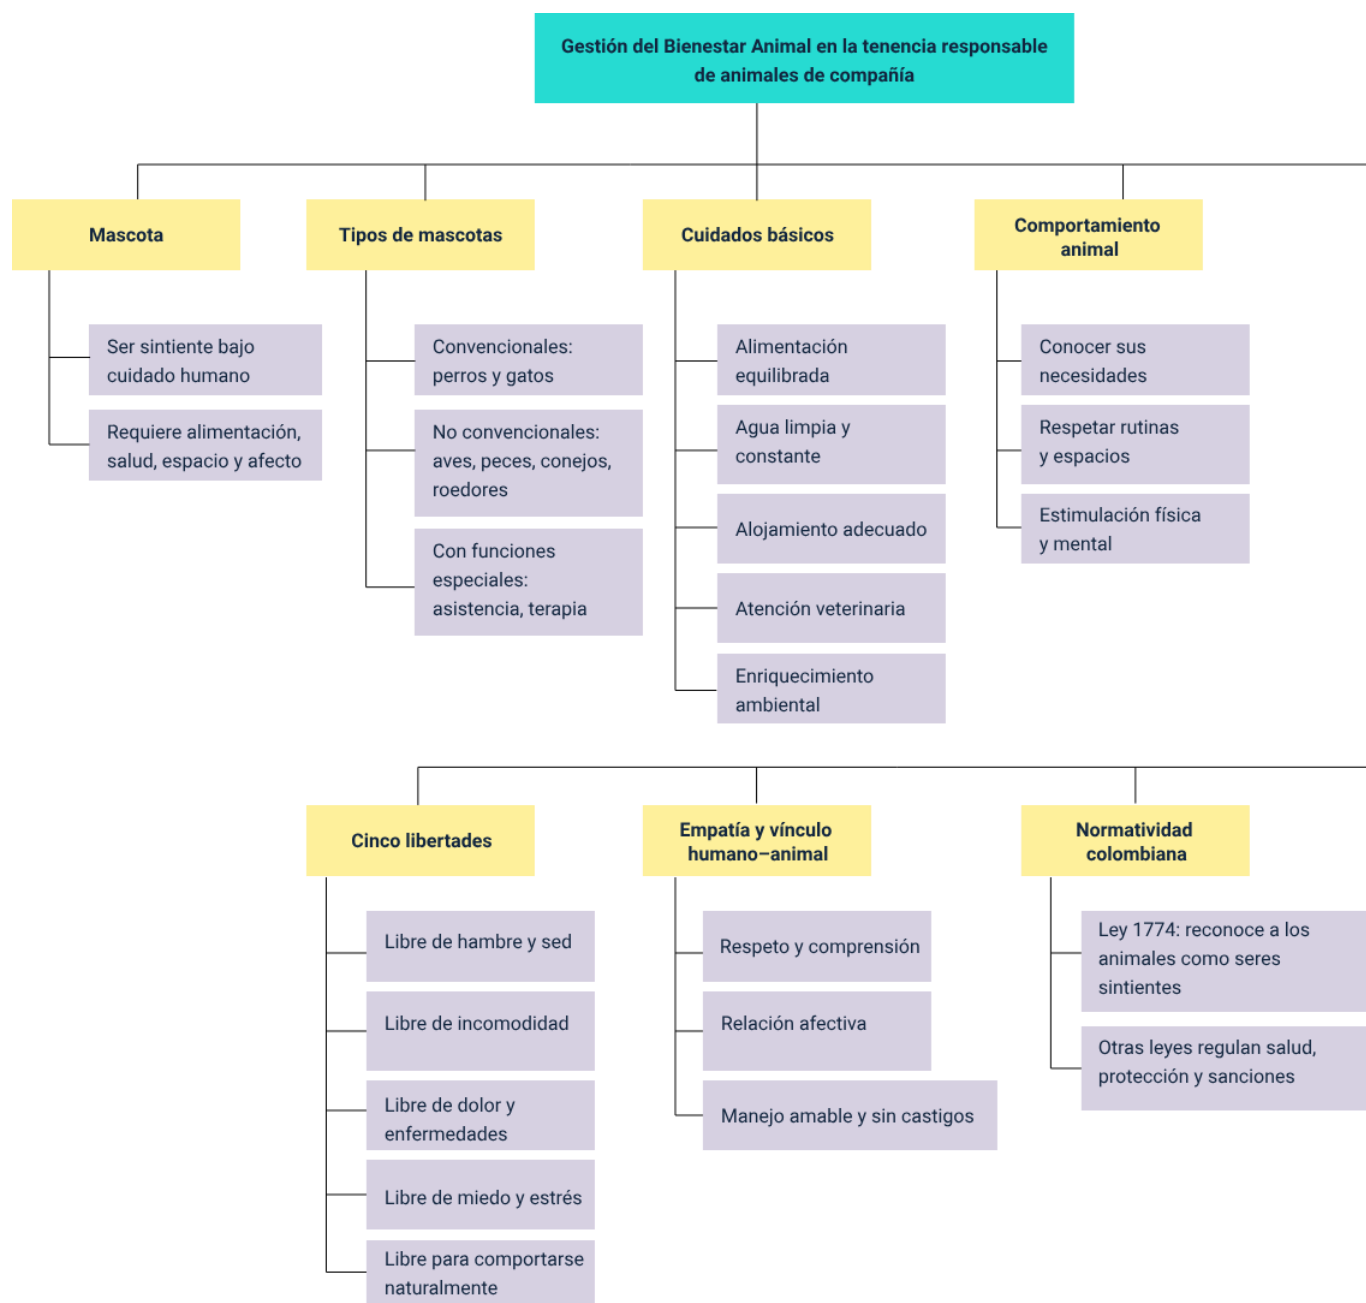 Gestión del Bienestar Animal en la tenencia responsable
de animales de compañía
Mascota
Ser sintiente bajo
cuidado humano
Requiere alimentación,
salud, espacio y afecto
Tipos de mascotas
Convencionales:
perros y gatos
No convencionales:
aves, peces, conejos,
roedores
Con funciones
especiales:
asistencia, terapia
Cuidados básicos
Alimentación
equilibrada
Agua limpia y
constante
Alojamiento adecuado
Atención veterinaria
Enriquecimiento
ambiental
Comportamiento
animal
Conocer sus
necesidades
Respetar rutinas
y espacios
Estimulación física
y mental
Cinco libertades
Libre de hambre y sed
Libre de incomodidad
Libre de dolor y
enfermedades
Libre de miedo y estrés
Libre para comportarse
naturalmente
Empatía y vínculo
humano–animal
Respeto y comprensión
Relación afectiva
Manejo amable y sin castigos
Normatividad
colombiana
Ley 1774: reconoce a los
animales como seres
sintientes
Otras leyes regulan salud,
protección y sanciones